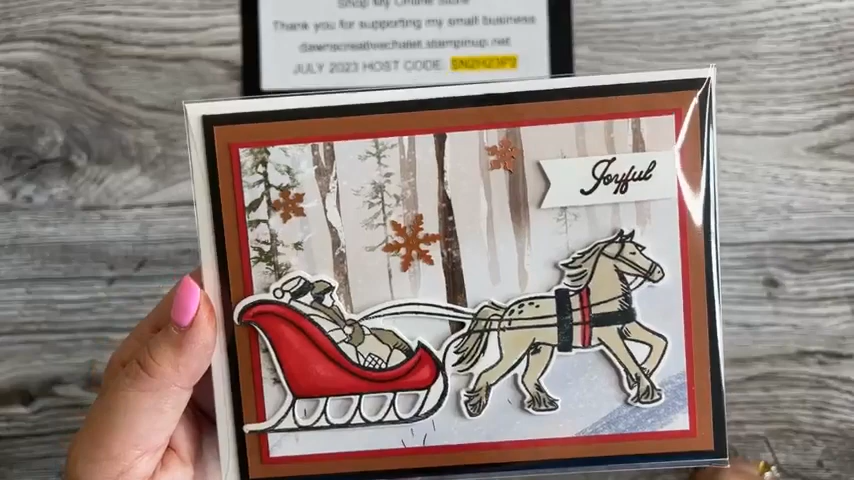 Shop My Online Store
Thank you for supporting my small business
dawnscreativechalet.stampinup.net
JULY 2023 HOST CODE:
Joyful